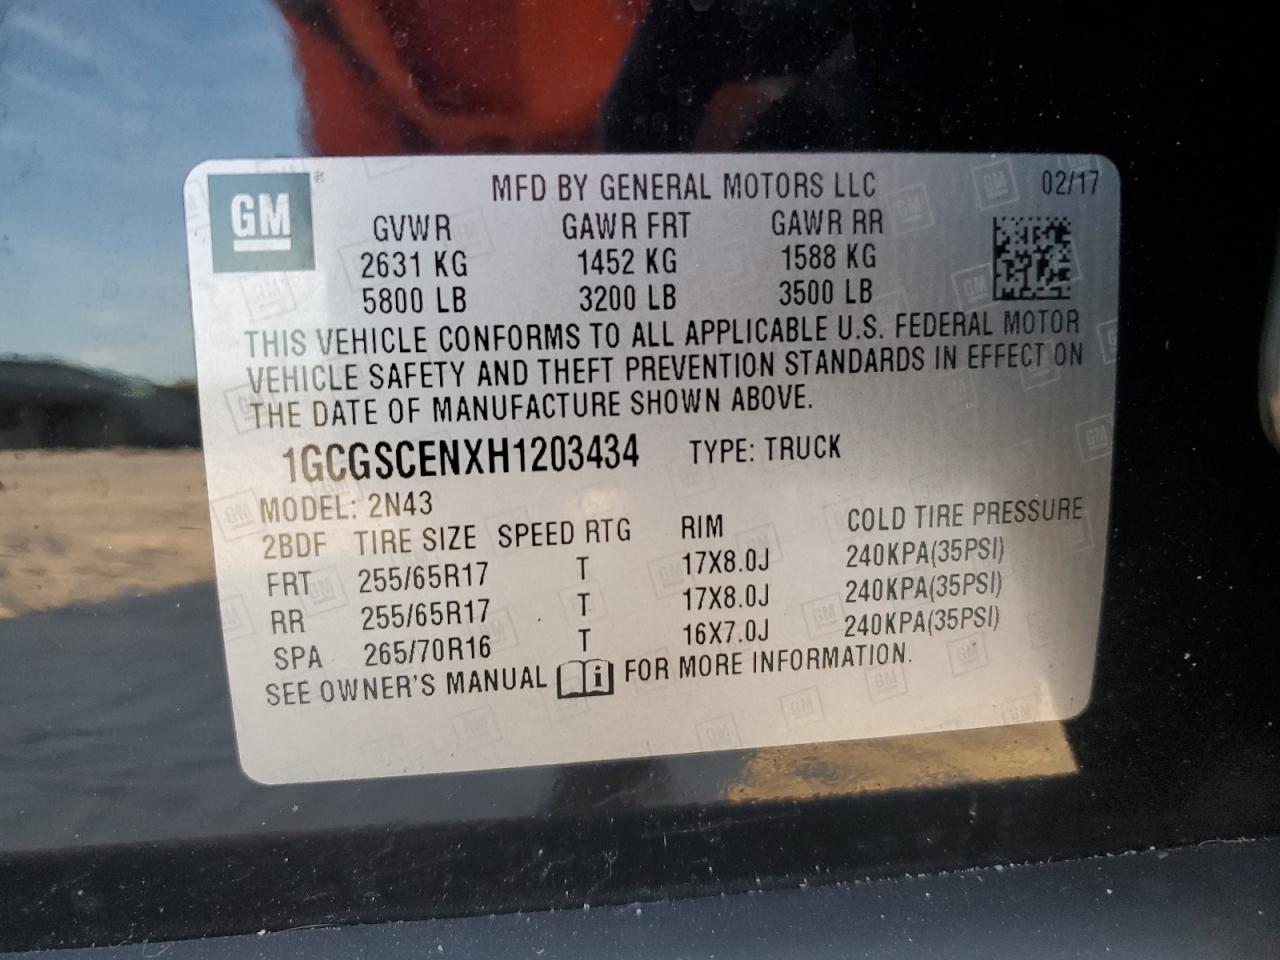 GM ®
MFD BY GENERAL MOTORS LLC 02/17
GVWR GAWR FRT GAWR RR
2631 KG 1452 KG 1588 KG
5800 LB 3200 LB 3500 LB
THIS VEHICLE CONFORMS TO ALL APPLICABLE U.S. FEDERAL MOTOR
VEHICLE SAFETY AND THEFT PREVENTION STANDARDS IN EFFECT ON
THE DATE OF MANUFACTURE SHOWN ABOVE.
1GCGSCENXH1203434 TYPE: TRUCK
MODEL: 2N43
2BDF TIRE SIZE SPEED RTG RIM COLD TIRE PRESSURE
FRT 255/65R17 T 17X8.0J 240KPA(35PSI)
RR 255/65R17 T 17X8.0J 240KPA(35PSI)
SPA 265/70R16 T 16X7.0J 240KPA(35PSI)
SEE OWNER'S MANUAL i FOR MORE INFORMATION.